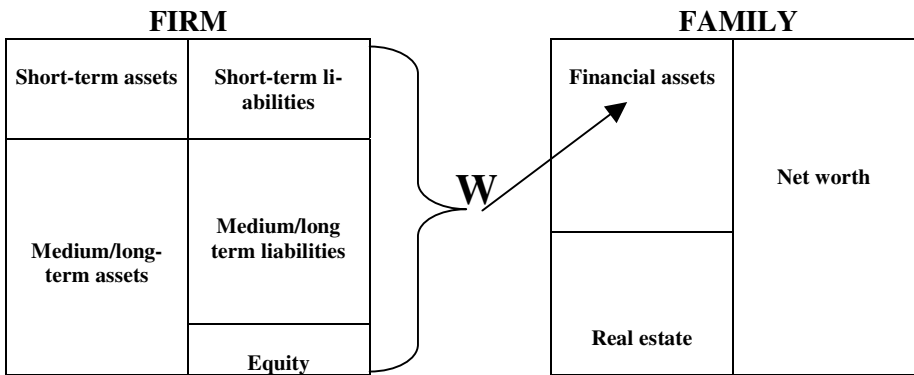 FIRM
Short-term assets
Short-term li-
abilities
Medium/long-
term assets
Medium/long
term liabilities
Equity
W
FAMILY
Financial assets
Net worth
Real estate